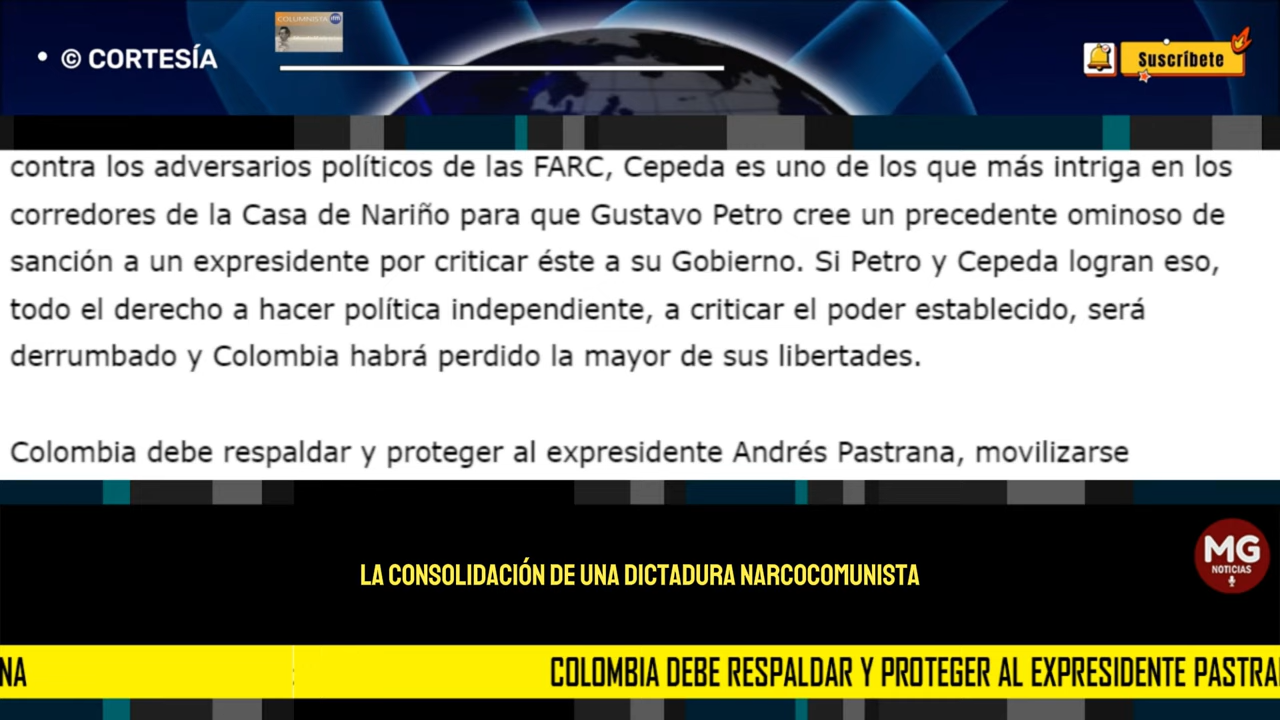 COLUMNISTA
• © CORTESÍA
Suscríbete
contra los adversarios políticos de las FARC, Cepeda es uno de los que más intriga en los
corredores de la Casa de Nariño para que Gustavo Petro cree un precedente ominoso de
sanción a un expresidente por criticar éste a su Gobierno. Si Petro y Cepeda logran eso,
todo el derecho a hacer política independiente, a criticar el poder establecido, será
derrumbado y Colombia habrá perdido la mayor de sus libertades.
Colombia debe respaldar y proteger al expresidente Andrés Pastrana, movilizarse
MG
NOTICIAS
LA CONSOLIDACIÓN DE UNA DICTADURA NARCOCOMUNISTA
NA COLOMBIA DEBE RESPALDAR Y PROTEGER AL EXPRESIDENTE PASTRA